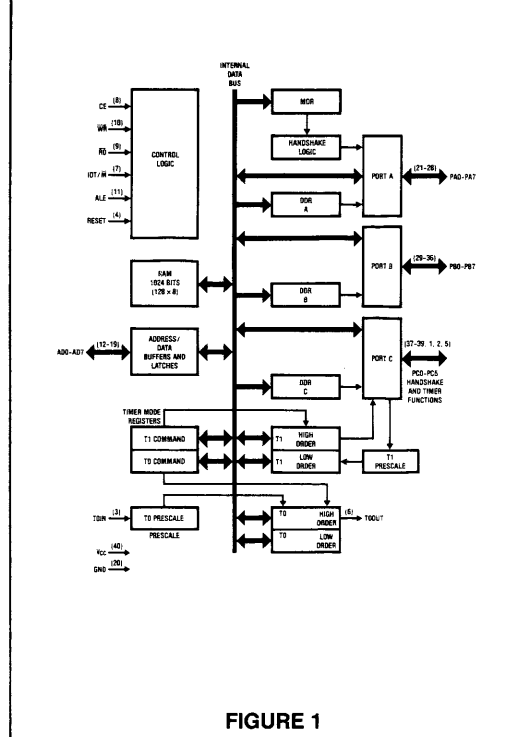 INTERNAL
DATA
BUS
CE (8)
WR (10)
RD (9)
IOT/M (7)
ALE (11)
RESET (4)
CONTROL
LOGIC
MDR
HANDSHAKE
LOGIC
PORT A
(21-28)
PA0-PA7
DDR
A
RAM
1024 BITS
(128 × 8)
PORT B
(29-36)
PB0-PB7
DDR
B
AD0-AD7
(12-19)
ADDRESS/
DATA
BUFFERS AND
LATCHES
PORT C
(37-39, 1, 2, 5)
PC0-PC5
HANDSHAKE
AND TIMER
FUNCTIONS
DDR
C
TIMER MODE
REGISTERS
T1 COMMAND
T0 COMMAND
T1 HIGH
ORDER
T1 LOW
ORDER
T1
PRESCALE
T0IN (3)
T0 PRESCALE
PRESCALE
T0 HIGH
ORDER
(6)
T0OUT
T0 LOW
ORDER
VCC (40)
GND (20)
FIGURE 1